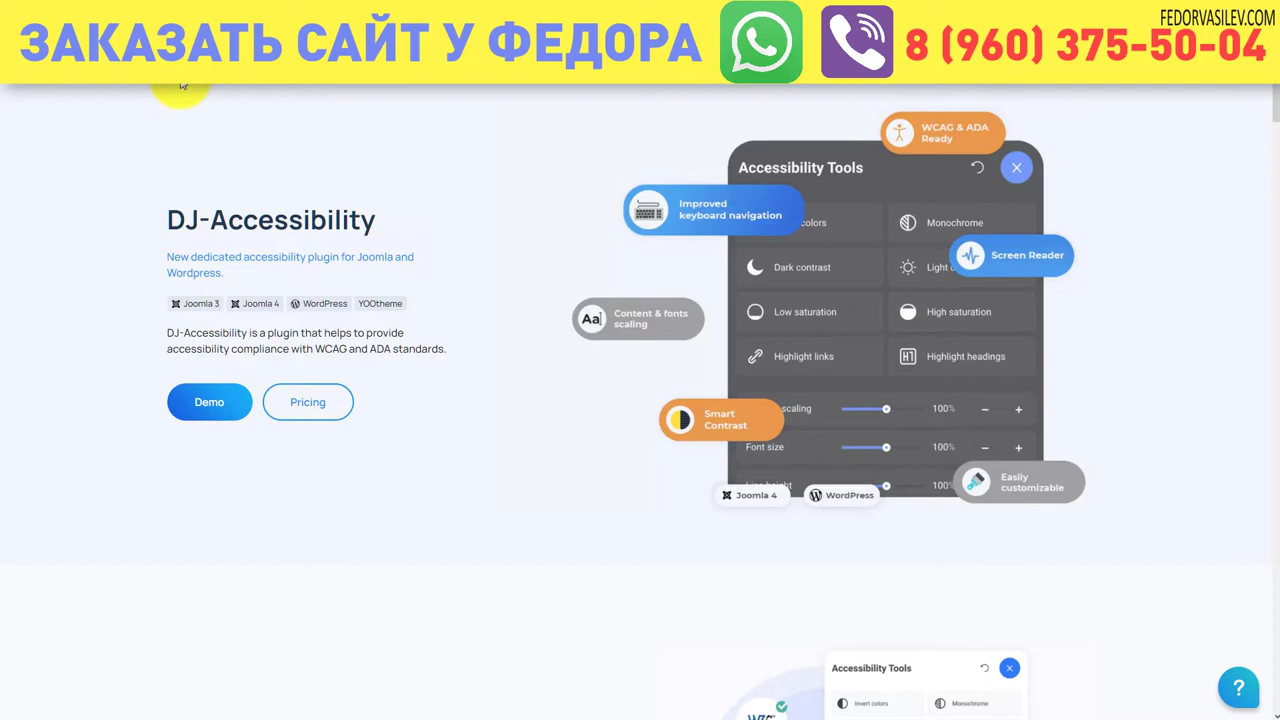 FEDORVASILEV.COM
ЗАКАЗАТЬ САЙТ У ФЕДОРА
8 (960) 375-50-04
DJ-Accessibility
New dedicated accessibility plugin for Joomla and
Wordpress.
Joomla 3
Joomla 4
WordPress
YOOtheme
DJ-Accessibility is a plugin that helps to provide
accessibility compliance with WCAG and ADA standards.
Demo
Pricing
WCAG & ADA
Ready
Accessibility Tools
Improved
keyboard navigation
colors
Monochrome
Screen Reader
Dark contrast
Light
Content & fonts
scaling
Aa
Low saturation
High saturation
Highlight links
H1
Highlight headings
Smart
Contrast
scaling
100%
Font size
100%
100%
Easily
customizable
Joomla 4
WordPress
Accessibility Tools
Invert colors
Monochrome
?